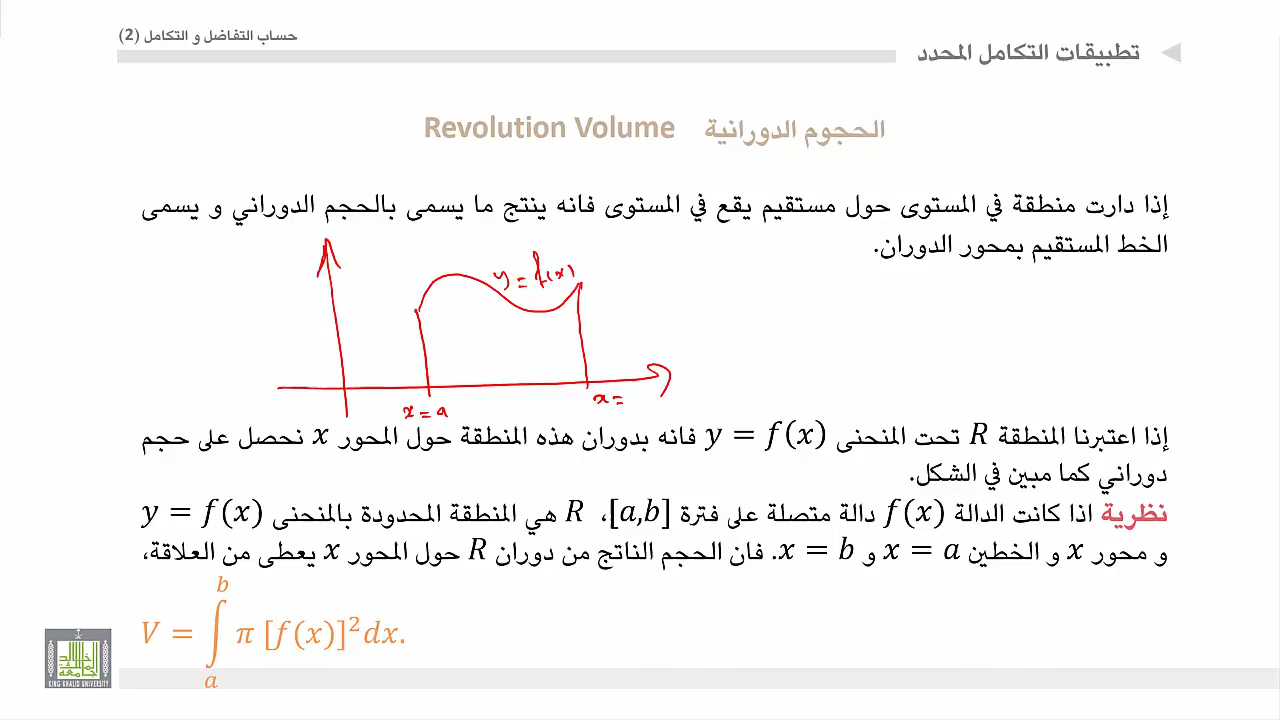 حساب التفاضل و التكامل (2)
تطبيقات التكامل المحدد
الحجوم الدورانية Revolution Volume
إذا دارت منطقة في المستوى حول مستقيم يقع في المستوى فانه ينتج ما يسمى بالحجم الدوراني و يسمى
الخط المستقيم بمحور الدوران.
y = f(x)
x = a
x =
إذا اعتبرنا المنطقة R تحت المنحنى y = f(x) فانه بدوران هذه المنطقة حول المحور x نحصل على حجم
دوراني كما مبين في الشكل.
نظرية اذا كانت الدالة f(x) دالة متصلة على فترة [a,b]، R هي المنطقة المحدودة بالمنحنى y = f(x)
و محور x و الخطين x = a و x = b. فان الحجم الناتج من دوران R حول المحور x يعطى من العلاقة،
V = ∫_a^b π [f(x)]² dx.
KING KHALID UNIVERSITY